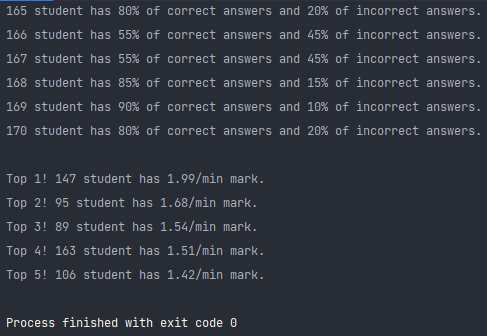 165 student has 80% of correct answers and 20% of incorrect answers.
166 student has 55% of correct answers and 45% of incorrect answers.
167 student has 55% of correct answers and 45% of incorrect answers.
168 student has 85% of correct answers and 15% of incorrect answers.
169 student has 90% of correct answers and 10% of incorrect answers.
170 student has 80% of correct answers and 20% of incorrect answers.
Top 1! 147 student has 1.99/min mark.
Top 2! 95 student has 1.68/min mark.
Top 3! 89 student has 1.54/min mark.
Top 4! 163 student has 1.51/min mark.
Top 5! 106 student has 1.42/min mark.
Process finished with exit code 0